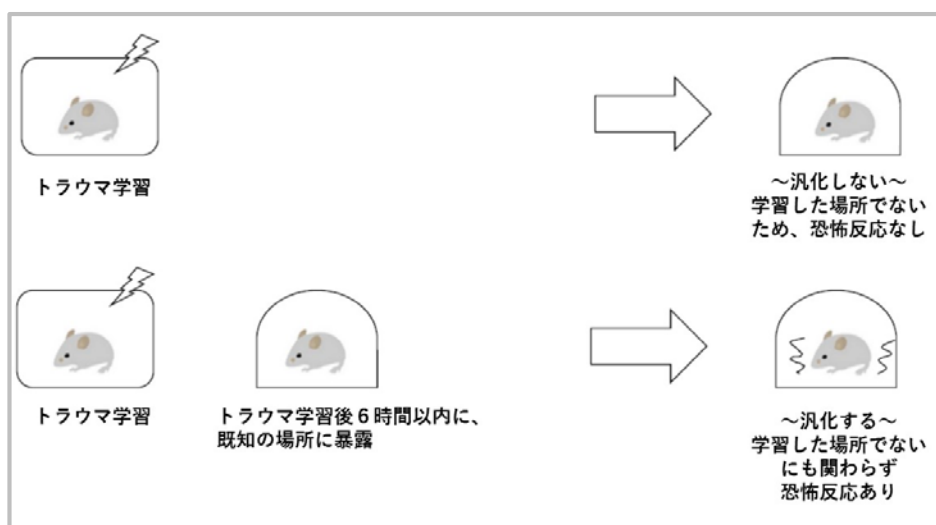 トラウマ学習
～汎化しない～
学習した場所でない
ため、恐怖反応なし
トラウマ学習
トラウマ学習後６時間以内に、
既知の場所に暴露
～汎化する～
学習した場所でない
にも関わらず
恐怖反応あり